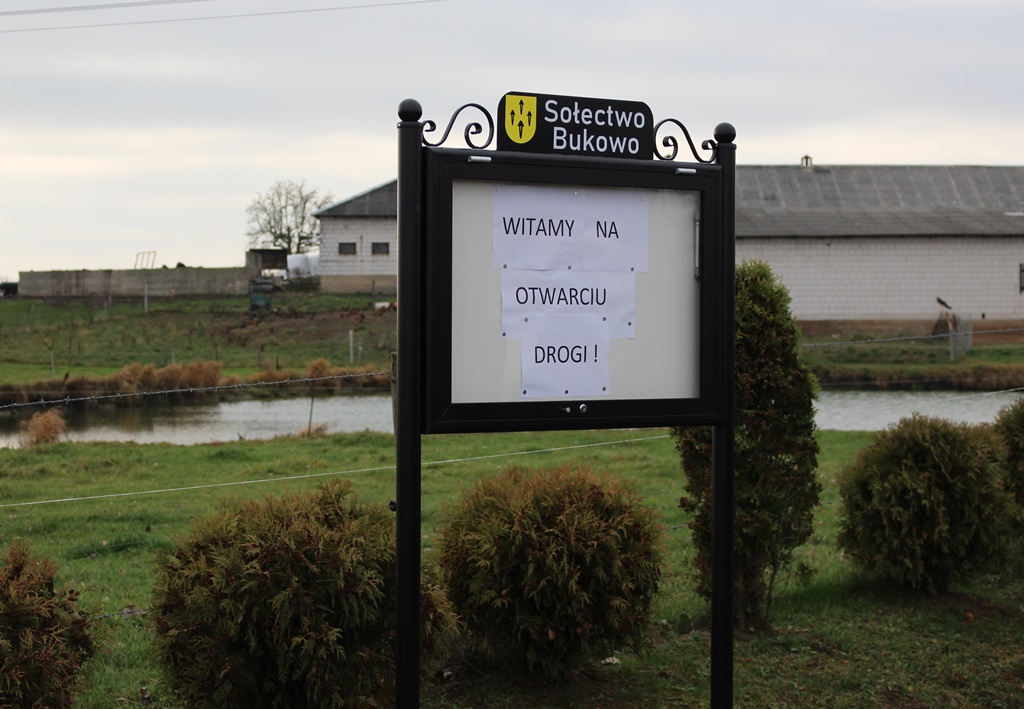 Sołectwo
Bukowo
WITAMY NA
OTWARCIU
DROGI !